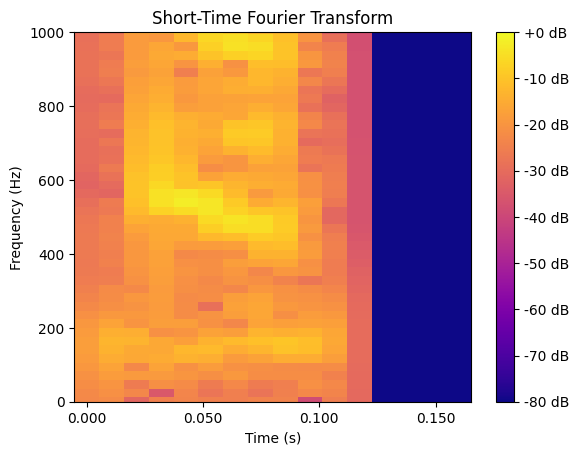 Short-Time Fourier Transform
1000
800
600
400
200
0
Frequency (Hz)
0.000
0.050
0.100
0.150
Time (s)
+0 dB
-10 dB
-20 dB
-30 dB
-40 dB
-50 dB
-60 dB
-70 dB
-80 dB